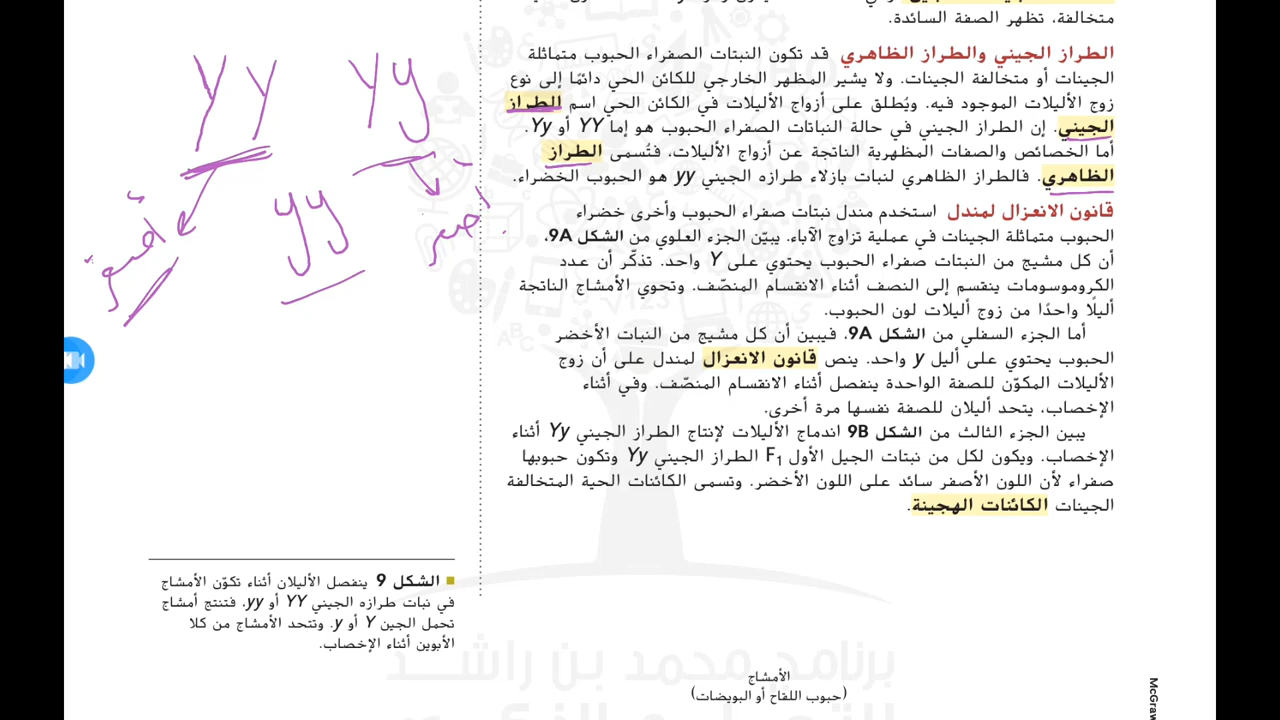 متخالفة، تظهر الصفة السائدة.
الطراز الجيني والطراز الظاهري قد تكون النبتات الصفراء الحبوب متماثلة
الجينات أو متخالفة الجينات. ولا يشير المظهر الخارجي للكائن الحي دائمًا إلى نوع
زوج الأليلات الموجود فيه. ويُطلق على أزواج الأليلات في الكائن الحي اسم الطراز
الجيني. إن الطراز الجيني في حالة النباتات الصفراء الحبوب هو إما YY أو Yy.
أما الخصائص والصفات المظهرية الناتجة عن أزواج الأليلات، فتُسمى الطراز
الظاهري. فالطراز الظاهري لنبات بازلاء طرازه الجيني yy هو الحبوب الخضراء.
قانون الانعزال لمندل استخدم مندل نبتات صفراء الحبوب وأخرى خضراء
الحبوب متماثلة الجينات في عملية تزاوج الآباء. يبيّن الجزء العلوي من الشكل 9A،
أن كل مشيج من النبتات صفراء الحبوب يحتوي على Y واحد. تذكّر أن عدد
الكروموسومات ينقسم إلى النصف أثناء الانقسام المنصّف. وتحوي الأمشاج الناتجة
أليلًا واحدًا من زوج أليلات لون الحبوب.
أما الجزء السفلي من الشكل 9A، فيبين أن كل مشيج من النبات الأخضر
الحبوب يحتوي على أليل y واحد. ينص قانون الانعزال لمندل على أن زوج
الأليلات المكوّن للصفة الواحدة ينفصل أثناء الانقسام المنصّف. وفي أثناء
الإخصاب، يتحد أليلان للصفة نفسها مرة أخرى.
يبين الجزء الثالث من الشكل 9B اندماج الأليلات لإنتاج الطراز الجيني Yy أثناء
الإخصاب. ويكون لكل من نبتات الجيل الأول F1 الطراز الجيني Yy وتكون حبوبها
صفراء لأن اللون الأصفر سائد على اللون الأخضر. وتسمى الكائنات الحية المتخالفة
الجينات الكائنات الهجينة.
Yy
YY
yy
أصفر
أصفر
الشكل 9 ينفصل الأليلان أثناء تكوّن الأمشاج
في نبات طرازه الجيني YY أو yy، فتنتج أمشاج
تحمل الجين Y أو y. وتتحد الأمشاج من كلا
الأبوين أثناء الإخصاب.
برنامج محمد بن راشد
الأمشاج
(حبوب اللقاح أو البويضات)
McGraw